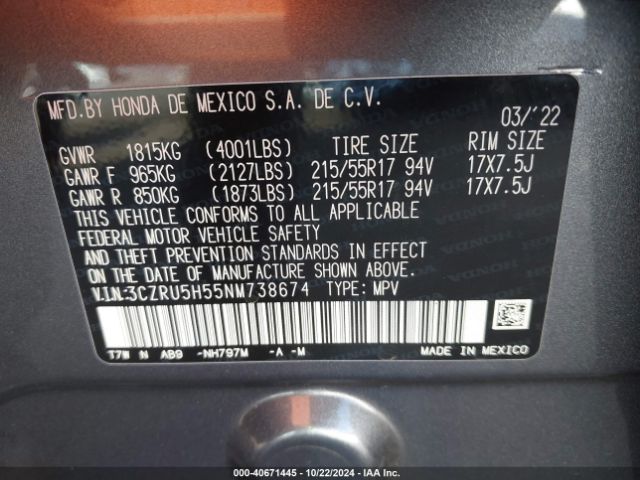 MFD.BY HONDA DE MEXICO S.A. DE C.V. 03/'22
GVWR 1815KG (4001LBS) TIRE SIZE RIM SIZE
GAWR F 965KG (2127LBS) 215/55R17 94V 17X7.5J
GAWR R 850KG (1873LBS) 215/55R17 94V 17X7.5J
THIS VEHICLE CONFORMS TO ALL APPLICABLE
FEDERAL MOTOR VEHICLE SAFETY
AND THEFT PREVENTION STANDARDS IN EFFECT
ON THE DATE OF MANUFACTURE SHOWN ABOVE.
V.I.N:3CZRU5H55NM738674 TYPE: MPV
T7W N AB9 -NH797M -A -M MADE IN MEXICO
000-40671445 - 10/22/2024 - IAAI.COM